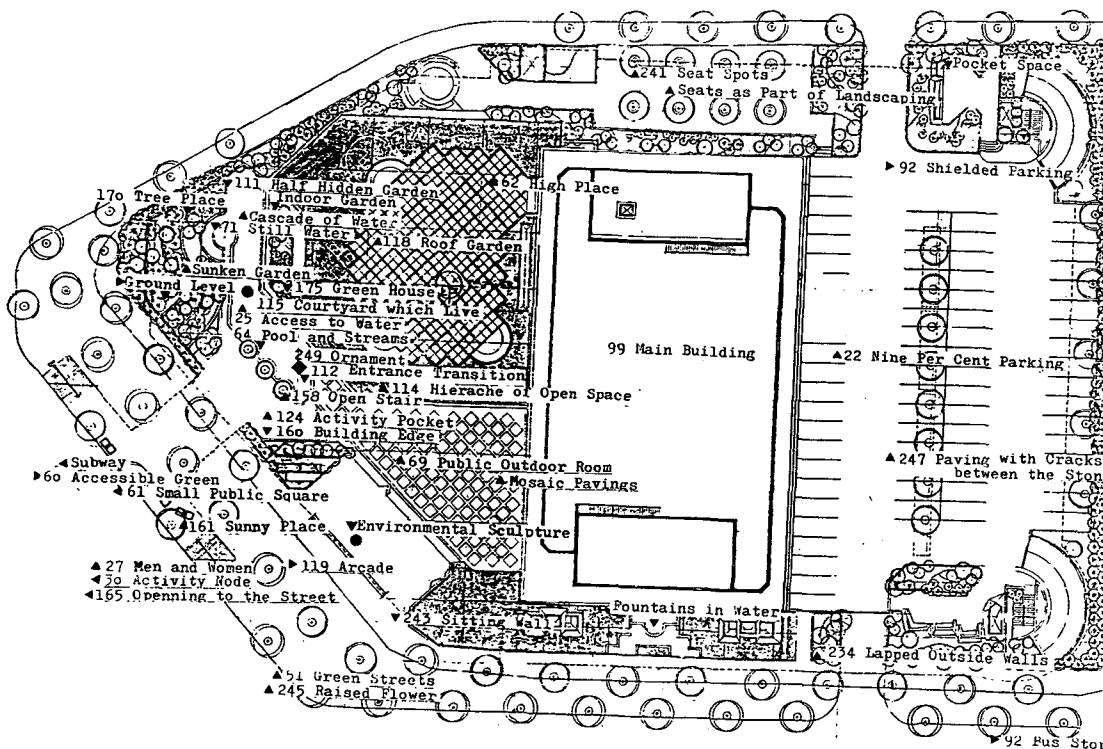 ▲241 Seat Spots
▼Pocket Space
▲Seats as Part of Landscaping
►92 Shielded Parking
▼111 Half Hidden Garden
▲62 High Place
170 Tree Place
Indoor Garden
▲Cascade of Water
▼71 Still Water
▲118 Roof Garden
▲Sunken Garden
►Ground Level
175 Green House
▲115 Courtyard which Live
25 Access to Water
64 Pool and Streams
249 Ornament
99 Main Building
▲22 Nine Per Cent Parking
▼112 Entrance Transition
▲114 Hierache of Open Space
▲158 Open Stair
▲124 Activity Pocket
▼160 Building Edge
◄Subway
▲69 Public Outdoor Room
▲247 Paving with Cracks
between the Ston
►60 Accessible Green
▲Mosaic Pavings
◄61 Small Public Square
▲161 Sunny Place
▼Environmental Sculpture
▲27 Men and Women
►119 Arcade
◄30 Activity Node
◄165 Openning to the Street
▼243 Sitting Wall
Fountains in Water
▲234 Lapped Outside Walls
▲51 Green Streets
▲245 Raised Flower
►92 Bus Stop